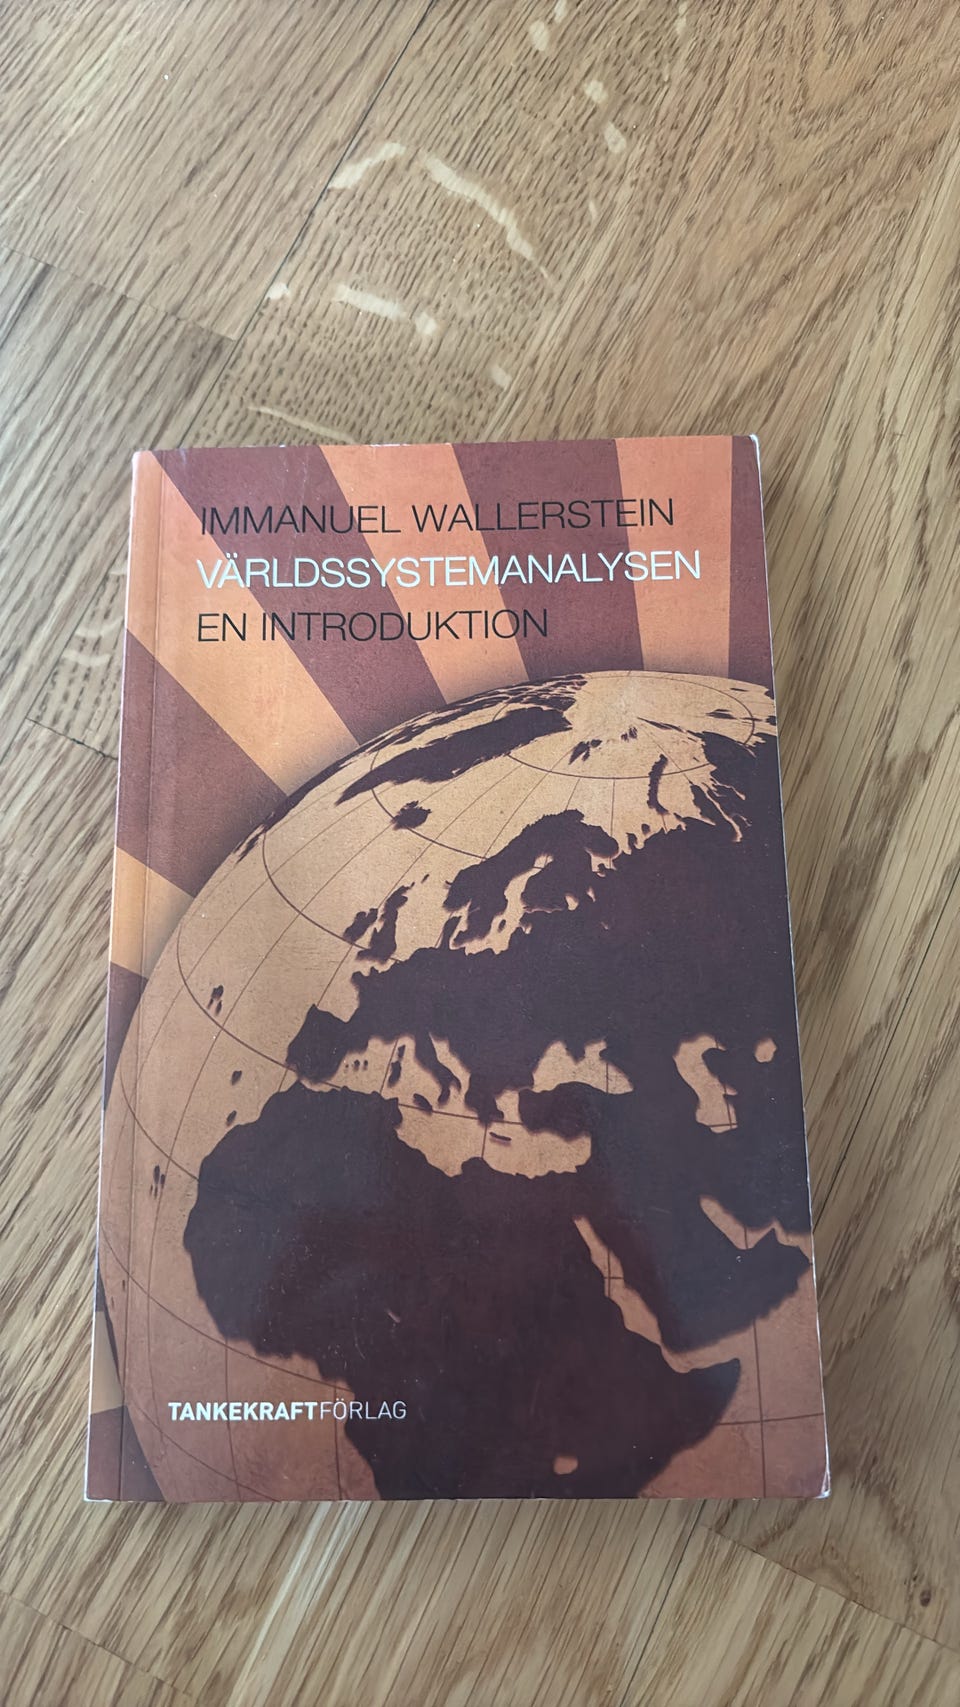 IMMANUEL WALLERSTEIN
VÄRLDSSYSTEMANALYSEN
EN INTRODUKTION
TANKEKRAFTFÖRLAG